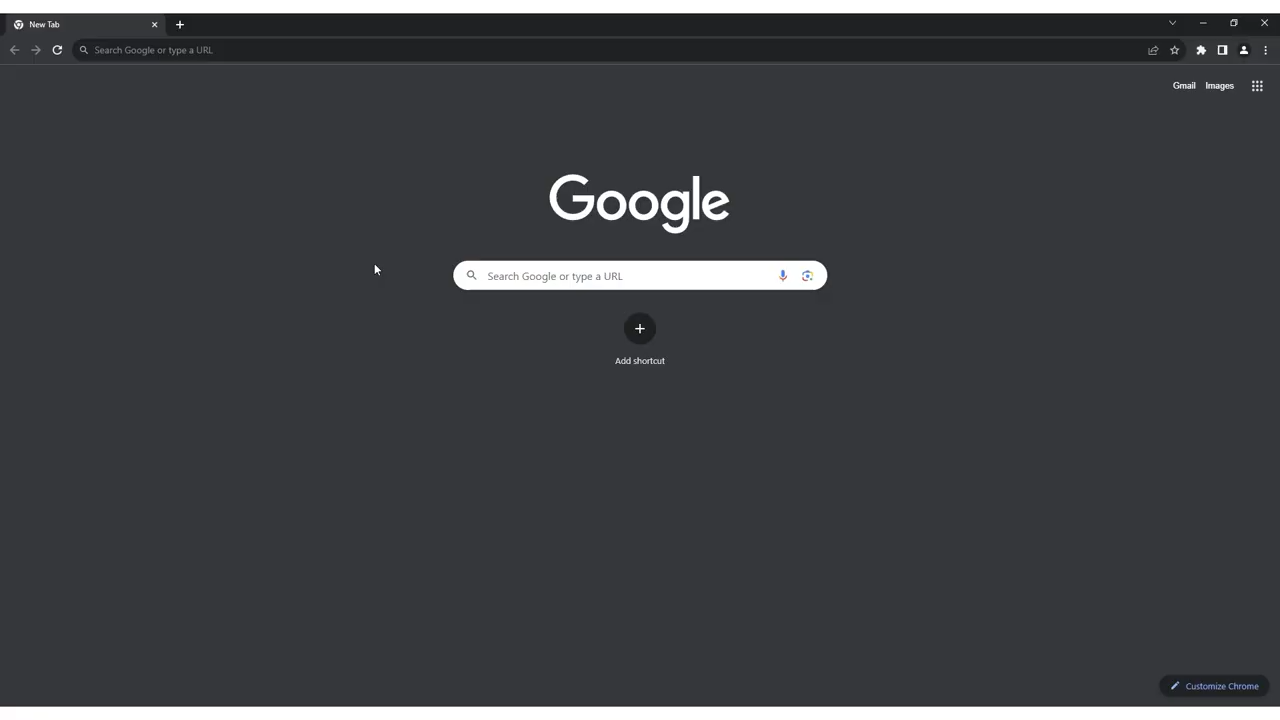 New Tab
Search Google or type a URL
Gmail Images
Google
Search Google or type a URL
Add shortcut
Customize Chrome